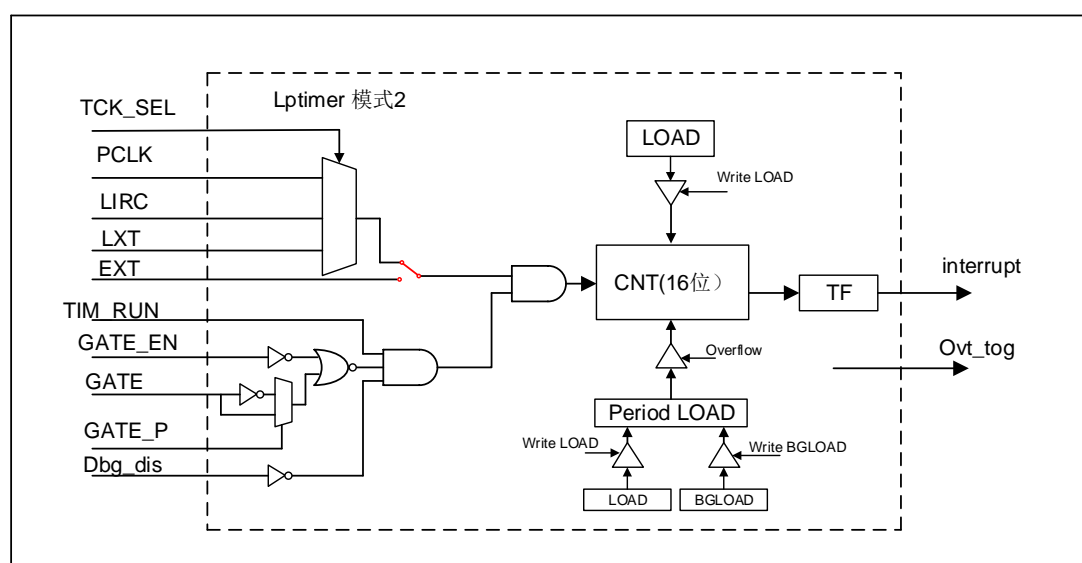 Lptimer 模式2
TCK_SEL
PCLK
LIRC
LXT
EXT
TIM_RUN
GATE_EN
GATE
GATE_P
Dbg_dis
LOAD
Write LOAD
CNT(16位）
TF
interrupt
Ovt_tog
Overflow
Period LOAD
Write LOAD
Write BGLOAD
LOAD
BGLOAD